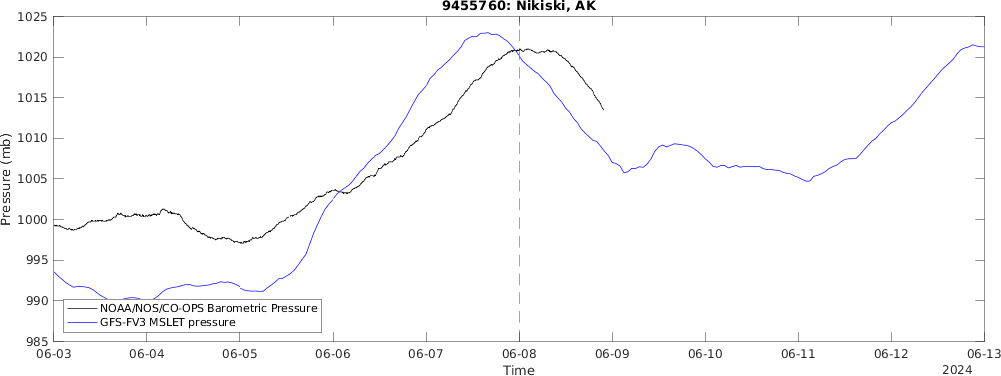 9455760: Nikiski, AK
1025
1020
1015
1010
1005
1000
995
990
985
Pressure (mb)
NOAA/NOS/CO-OPS Barometric Pressure
GFS-FV3 MSLET pressure
06-03 06-04 06-05 06-06 06-07 06-08 06-09 06-10 06-11 06-12 06-13
Time
2024